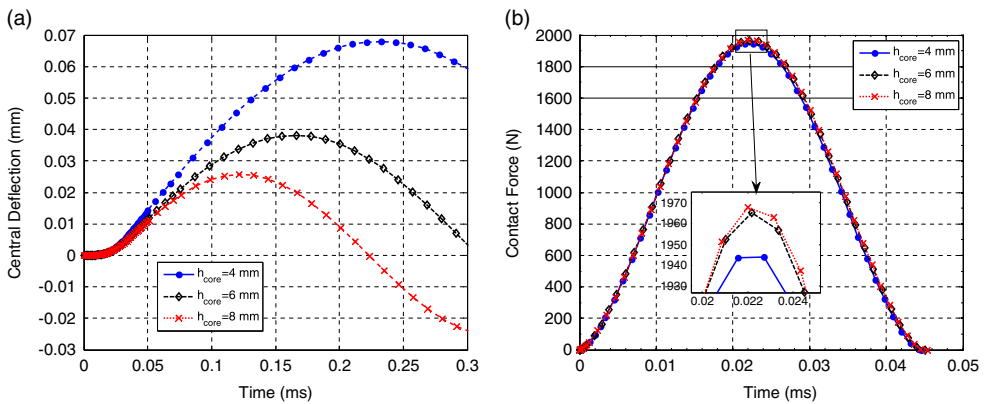 (a)
0.07
0.06
0.05
0.04
0.03
0.02
0.01
0
-0.01
-0.02
-0.03
Central Deflection (mm)
h_core=4 mm
h_core=6 mm
h_core=8 mm
0 0.05 0.1 0.15 0.2 0.25 0.3
Time (ms)
(b)
2000
1800
1600
1400
1200
1000
800
600
400
200
0
Contact Force (N)
h_core=4 mm
h_core=6 mm
h_core=8 mm
1970
1960
1950
1940
1930
0.02 0.022 0.024
0 0.01 0.02 0.03 0.04 0.05
Time (ms)